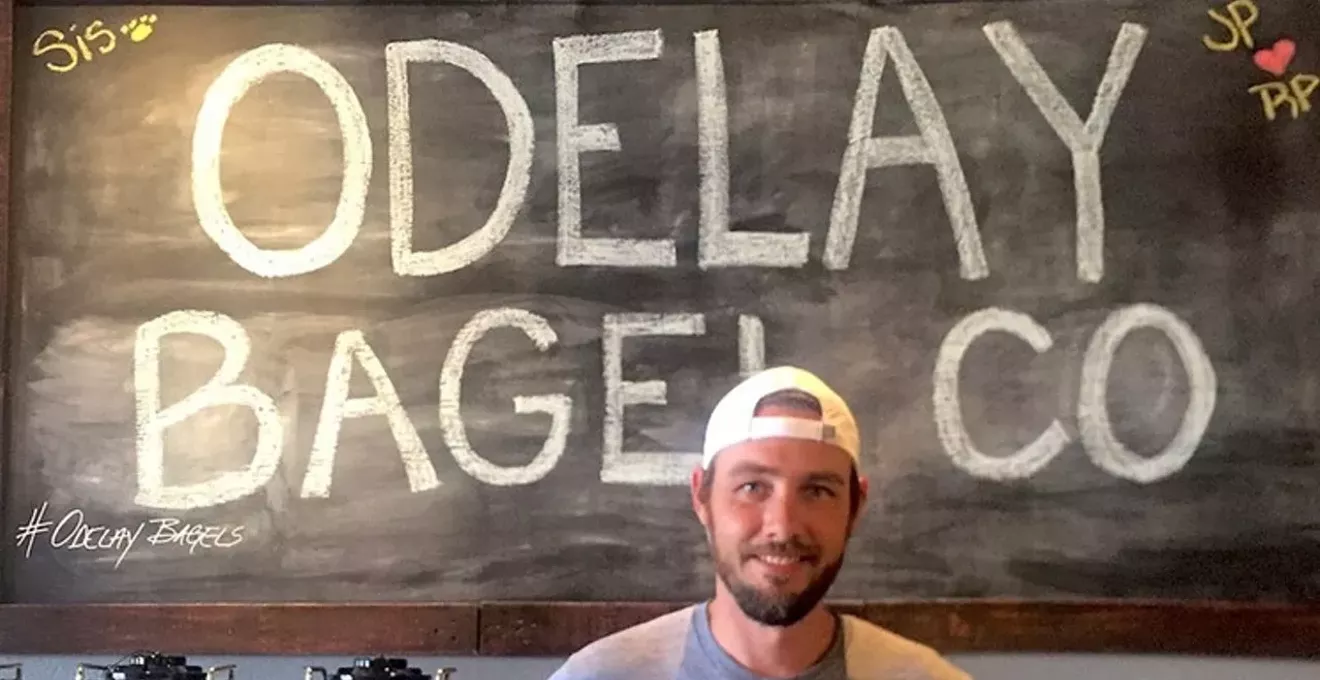 Sis
JP
RP
ODELAY
BAGEL CO
#ODELAY BAGELS